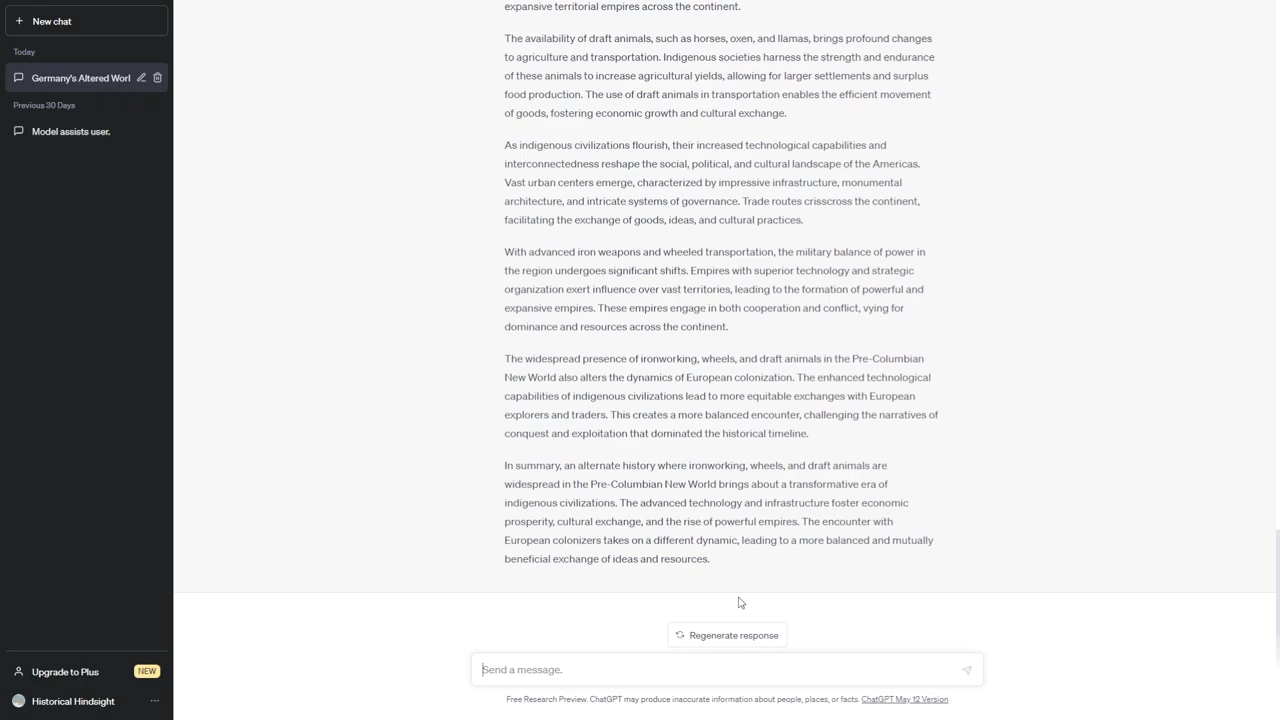 New chat
Today
Germany's Altered Worl
Previous 30 Days
Model assists user.
Upgrade to Plus
NEW
Historical Hindsight
expansive territorial empires across the continent.
The availability of draft animals, such as horses, oxen, and llamas, brings profound changes
to agriculture and transportation. Indigenous societies harness the strength and endurance
of these animals to increase agricultural yields, allowing for larger settlements and surplus
food production. The use of draft animals in transportation enables the efficient movement
of goods, fostering economic growth and cultural exchange.
As indigenous civilizations flourish, their increased technological capabilities and
interconnectedness reshape the social, political, and cultural landscape of the Americas.
Vast urban centers emerge, characterized by impressive infrastructure, monumental
architecture, and intricate systems of governance. Trade routes crisscross the continent,
facilitating the exchange of goods, ideas, and cultural practices.
With advanced iron weapons and wheeled transportation, the military balance of power in
the region undergoes significant shifts. Empires with superior technology and strategic
organization exert influence over vast territories, leading to the formation of powerful and
expansive empires. These empires engage in both cooperation and conflict, vying for
dominance and resources across the continent.
The widespread presence of ironworking, wheels, and draft animals in the Pre-Columbian
New World also alters the dynamics of European colonization. The enhanced technological
capabilities of indigenous civilizations lead to more equitable exchanges with European
explorers and traders. This creates a more balanced encounter, challenging the narratives of
conquest and exploitation that dominated the historical timeline.
In summary, an alternate history where ironworking, wheels, and draft animals are
widespread in the Pre-Columbian New World brings about a transformative era of
indigenous civilizations. The advanced technology and infrastructure foster economic
prosperity, cultural exchange, and the rise of powerful empires. The encounter with
European colonizers takes on a different dynamic, leading to a more balanced and mutually
beneficial exchange of ideas and resources.
Regenerate response
Send a message.
Free Research Preview. ChatGPT may produce inaccurate information about people, places, or facts. ChatGPT May 12 Version